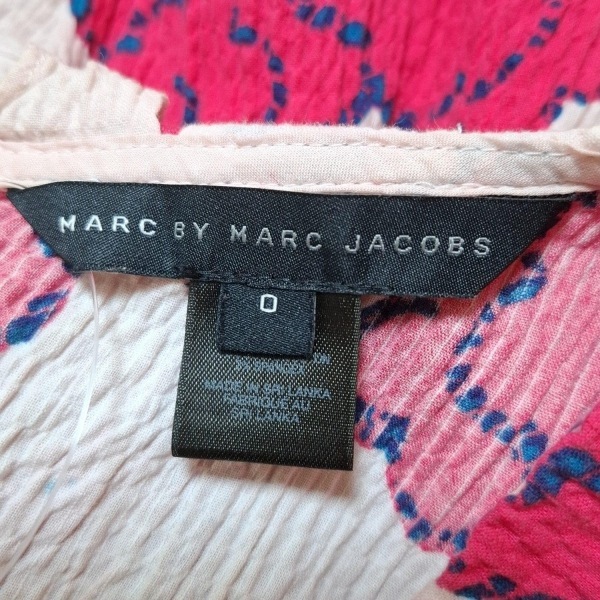 MARC BY MARC JACOBS
0
MADE IN SRI LANKA
FABRIQUE AU
SRI LANKA